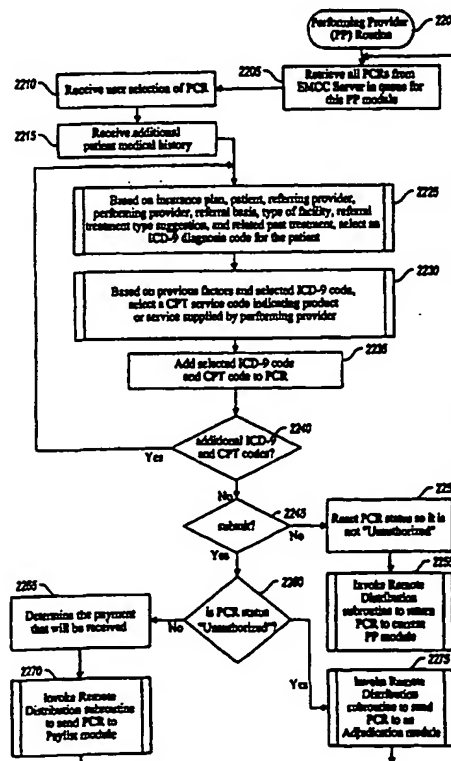 Performing Provider
(PP) Routine
220
2205
Retrieve all PCRs from
EMCC Server in queue for
this PP module
2210
Receive user selection of PCR
2215
Receive additional
patient medical history
2225
Based on insurance plan, patient, referring provider,
performing provider, referral basis, type of facility, referral
treatment type suggestion, and related past treatment, select an
ICD-9 diagnosis code for the patient
2230
Based on previous factors and selected ICD-9 code,
select a CPT service code indicating product
or service supplied by performing provider
2235
Add selected ICD-9 code
and CPT code to PCR
2240
additional ICD-9
and CPT codes?
Yes
No
2245
submit?
No
Yes
225
Reset PCR status so it is
not "Unauthorized"
2255
Invoke Remote
Distribution
subroutine to return
PCR to current
PP module
2260
is PCR status
"Unauthorized"?
No
Yes
Determine the payment
that will be received
2270
Invoke Remote
Distribution subroutine
to send PCR to
Paylist module
2275
Invoke Remote
Distribution
subroutine to send
PCR to an
Adjudication module